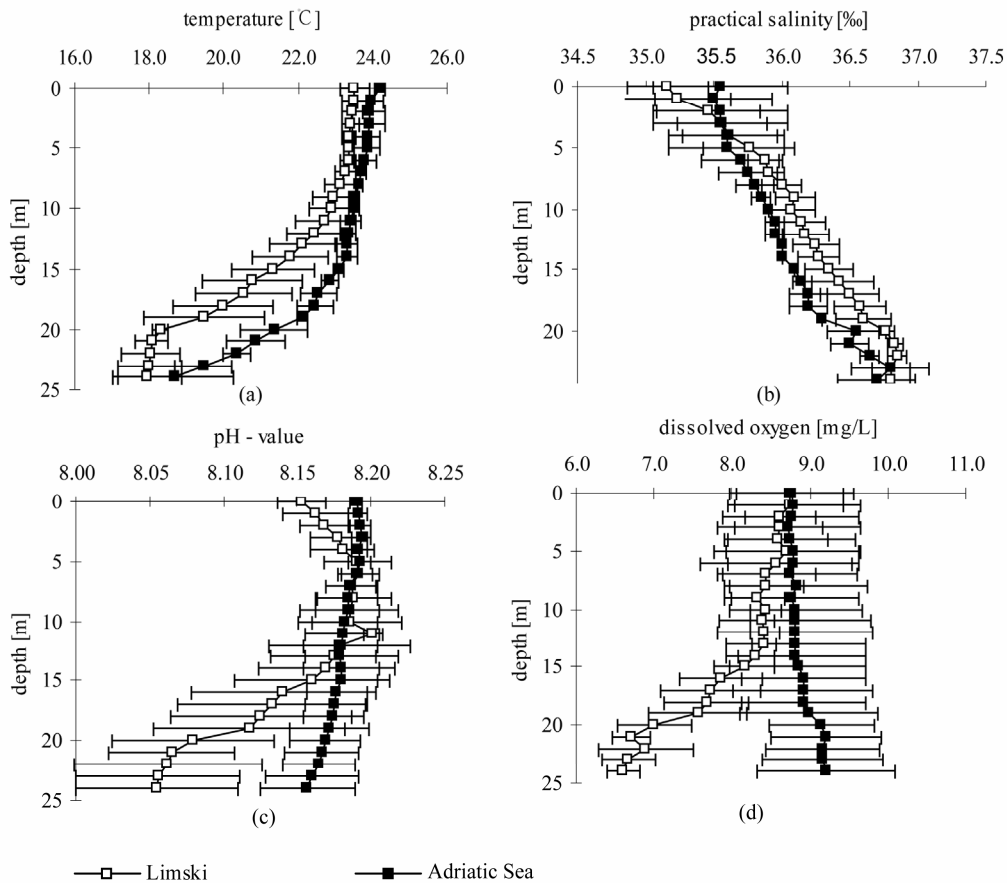 temperature [℃]
16.0 18.0 20.0 22.0 24.0 26.0
0
5
10
15
20
25
depth [m]
(a)
practical salinity [‰]
34.5 35.1 35.5 36.0 36.6 37.0 37.5
0
5
10
15
20
depth [m]
(b)
pH - value
8.00 8.05 8.10 8.15 8.20 8.25
0
5
10
15
20
25
depth [m]
(c)
dissolved oxygen [mg/L]
6.0 7.0 8.0 9.0 10.0 11.0
0
5
10
15
20
25
depth [m]
(d)
Limski Adriatic Sea